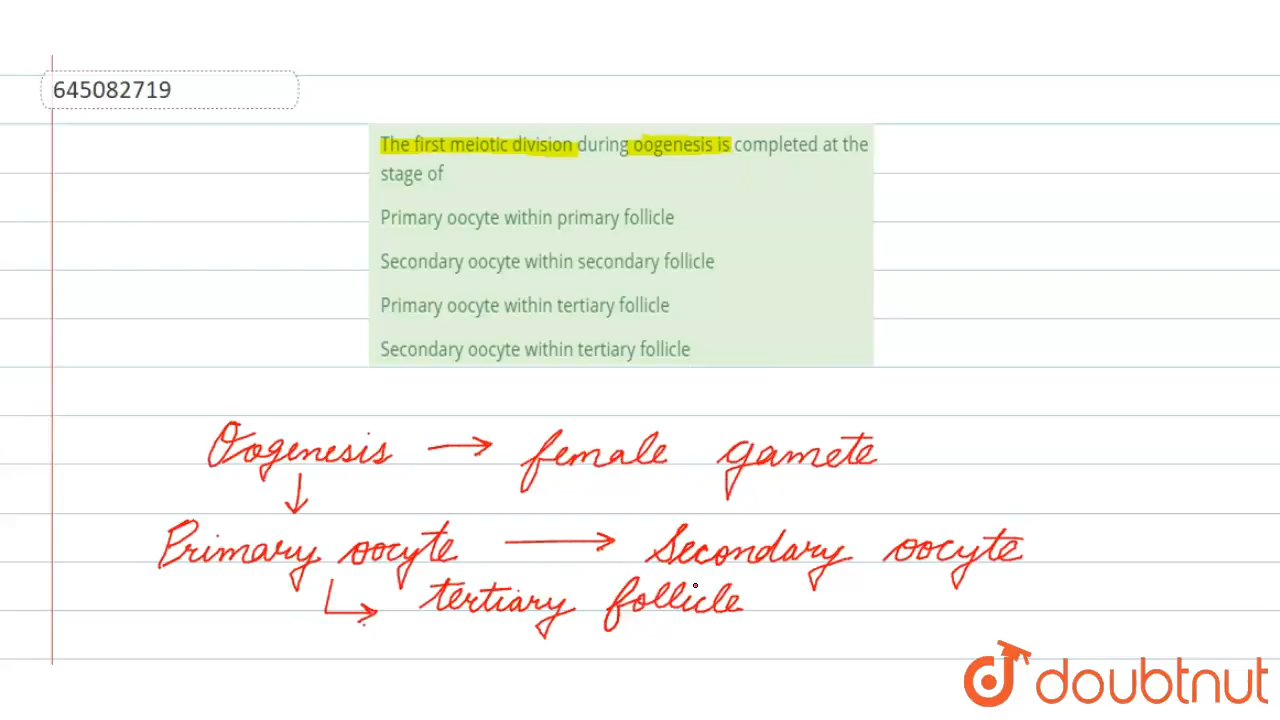 645082719
The first meiotic division during oogenesis is completed at the
stage of
Primary oocyte within primary follicle
Secondary oocyte within secondary follicle
Primary oocyte within tertiary follicle
Secondary oocyte within tertiary follicle
Oogenesis → female gamete
↓
Primary oocyte → Secondary oocyte
↳ tertiary follicle
doubtnut